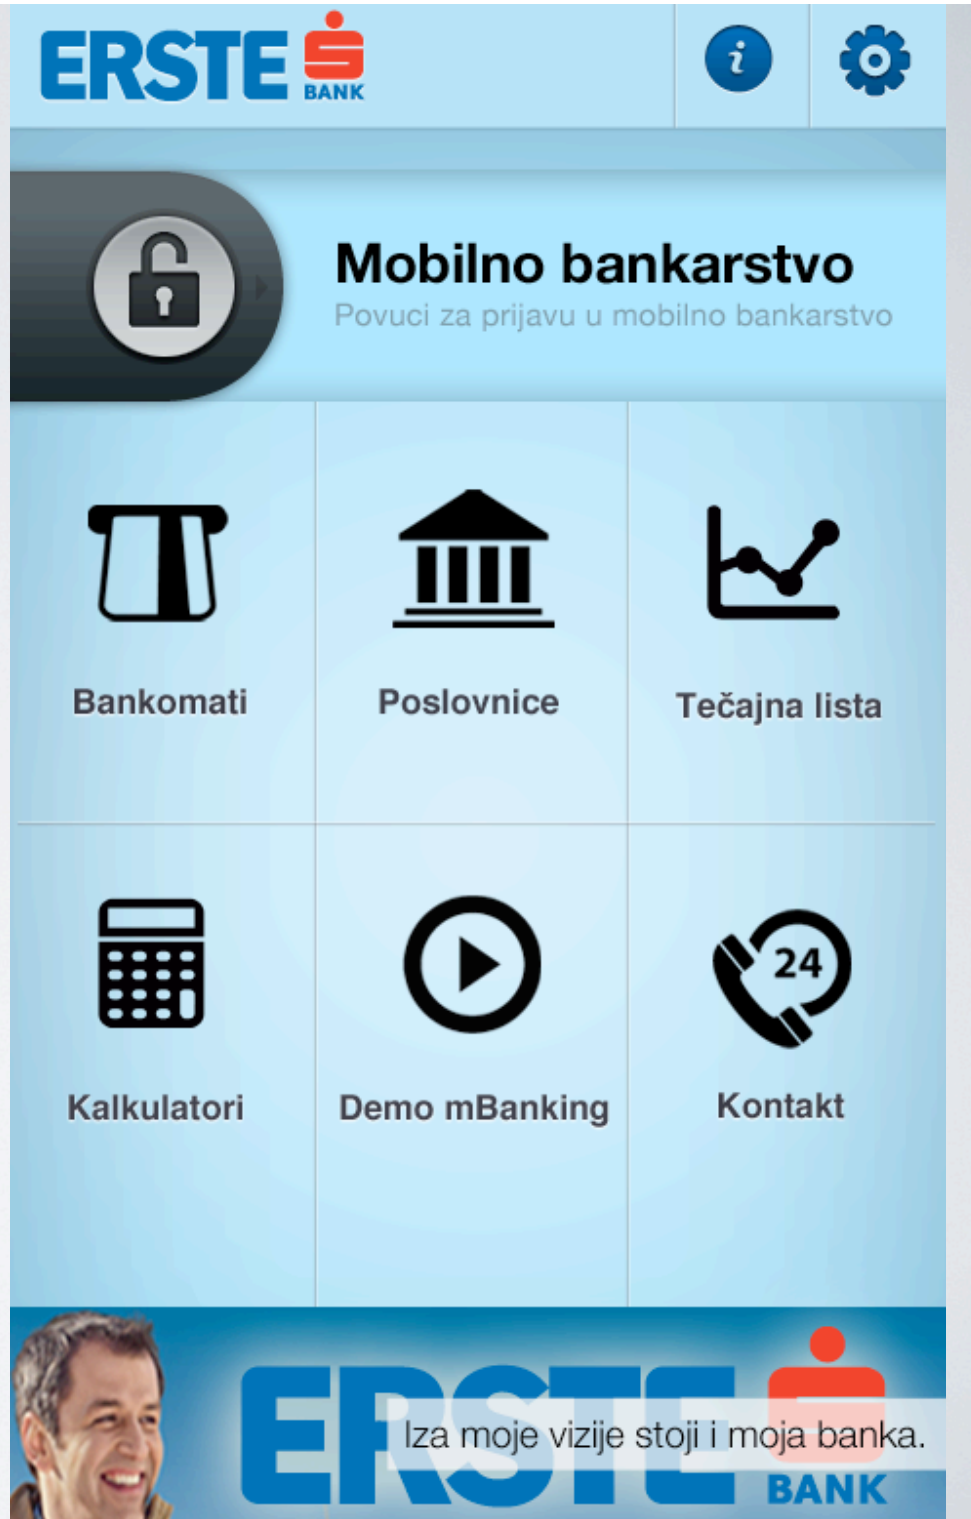 ERSTE
BANK
i
Mobilno bankarstvo
Povuci za prijavu u mobilno bankarstvo
Bankomati
Poslovnice
Tečajna lista
24
Kalkulatori
Demo mBanking
Kontakt
ERSTE
Iza moje vizije stoji i moja banka.
BANK